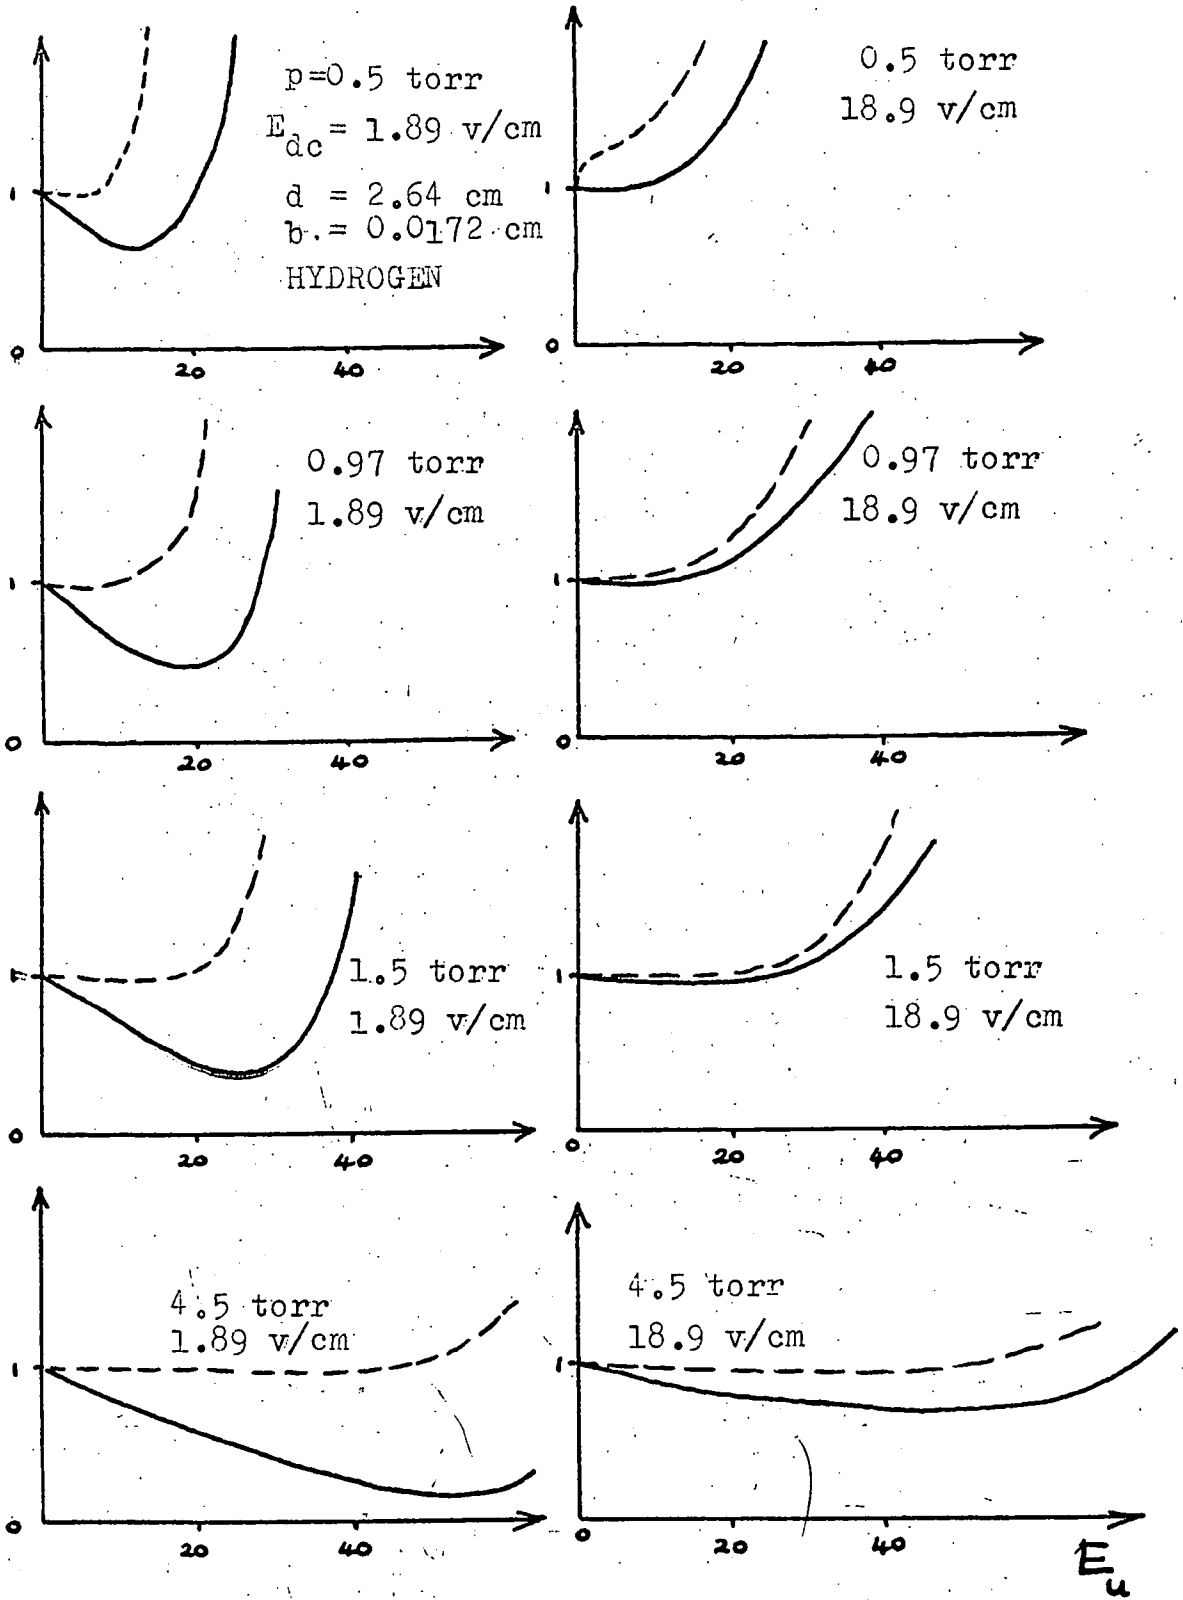 p=0.5 torr
E_dc = 1.89 v/cm
d = 2.64 cm
b. = 0.0172 cm
HYDROGEN
1
0
20 40
0.5 torr
18.9 v/cm
1
0
20 40
0.97 torr
1.89 v/cm
1
0
20 40
0.97 torr
18.9 v/cm
1
0
20 40
1.5 torr
1.89 v/cm
1
0
20 40
1.5 torr
18.9 v/cm
1
0
20 40
4.5 torr
1.89 v/cm
1
0
20 40
4.5 torr
18.9 v/cm
1
0
20 40
E_u